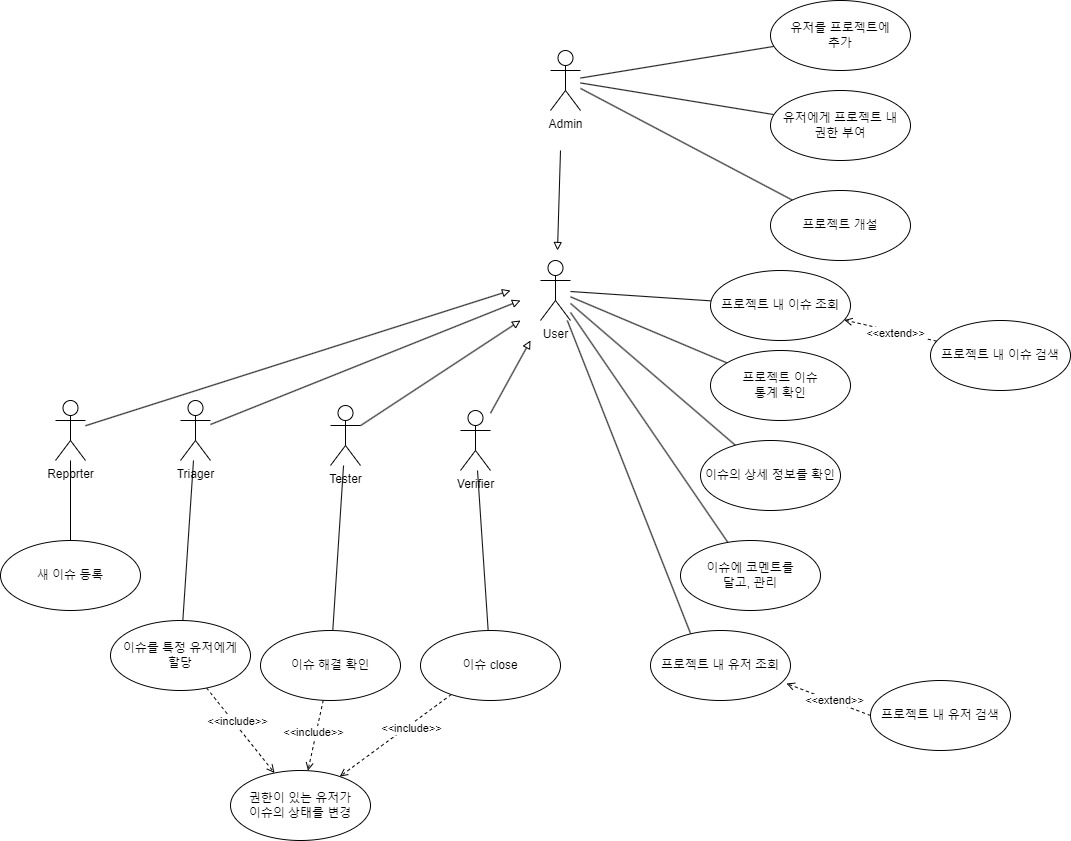 유저를 프로젝트에
추가
Admin
유저에게 프로젝트 내
권한 부여
프로젝트 개설
User
프로젝트 내 이슈 조회
<<extend>>
프로젝트 내 이슈 검색
프로젝트 이슈
통계 확인
Reporter
Triager
Tester
Verifier
이슈의 상세 정보를 확인
새 이슈 등록
이슈에 코멘트를
달고, 관리
이슈를 특정 유저에게
할당
이슈 해결 확인
이슈 close
프로젝트 내 유저 조회
<<extend>>
프로젝트 내 유저 검색
<<include>>
<<include>>
<<include>>
권한이 있는 유저가
이슈의 상태를 변경